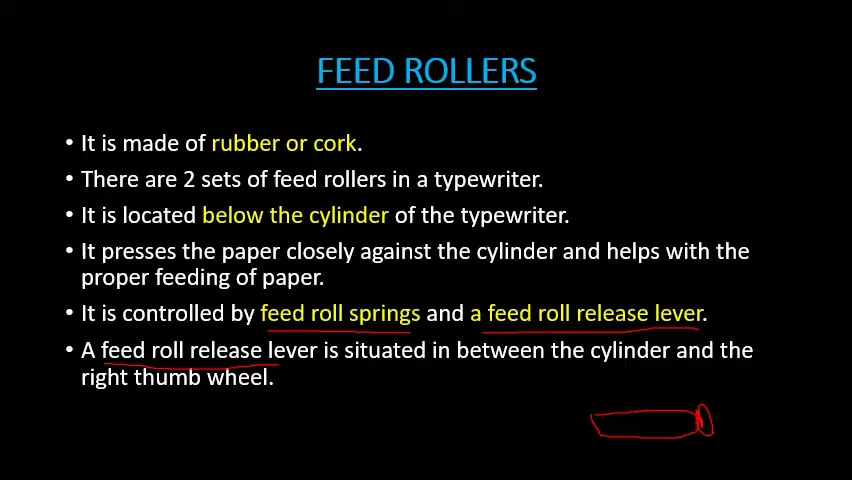 FEED ROLLERS
• It is made of rubber or cork.
• There are 2 sets of feed rollers in a typewriter.
• It is located below the cylinder of the typewriter.
• It presses the paper closely against the cylinder and helps with the
proper feeding of paper.
• It is controlled by feed roll springs and a feed roll release lever.
• A feed roll release lever is situated in between the cylinder and the
right thumb wheel.